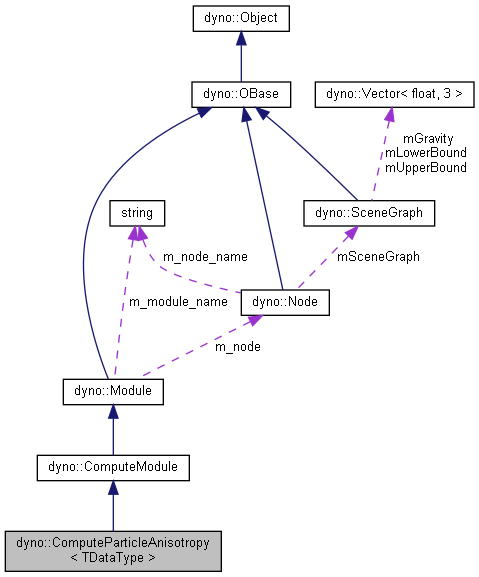 dyno::Object
dyno::OBase
dyno::Vector< float, 3 >
mGravity
mLowerBound
mUpperBound
string
dyno::SceneGraph
m_node_name
mSceneGraph
m_module_name
dyno::Node
m_node
dyno::Module
dyno::ComputeModule
dyno::ComputeParticleAnisotropy
< TDataType >